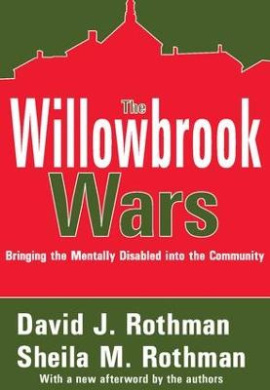 The
Willowbrook
Wars
Bringing the Mentally Disabled into the Community
David J. Rothman
Sheila M. Rothman
With a new afterword by the authors